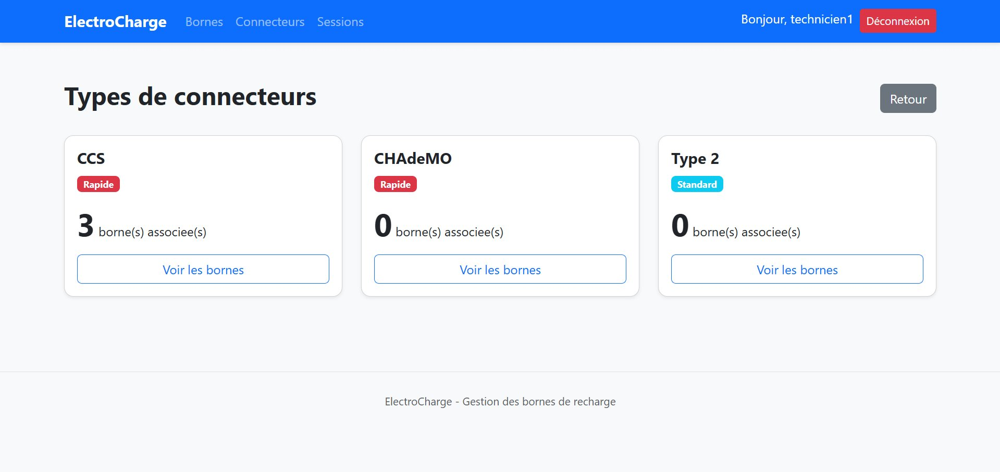 ElectroCharge Bornes Connecteurs Sessions Bonjour, technicien1 Déconnexion
Types de connecteurs Retour
CCS
Rapide
3 borne(s) associee(s)
Voir les bornes
CHAdeMO
Rapide
0 borne(s) associee(s)
Voir les bornes
Type 2
Standard
0 borne(s) associee(s)
Voir les bornes
ElectroCharge - Gestion des bornes de recharge